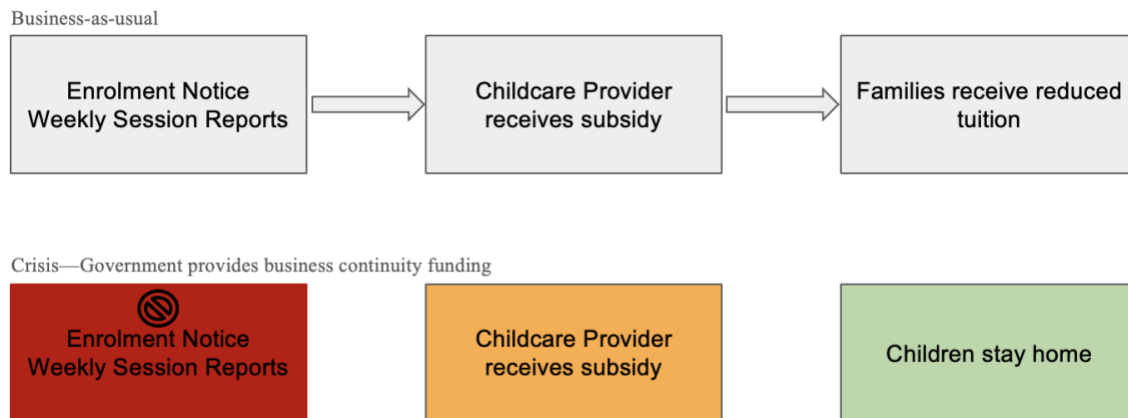 Business-as-usual
Enrolment Notice
Weekly Session Reports
Childcare Provider
receives subsidy
Families receive reduced
tuition
Crisis—Government provides business continuity funding
Enrolment Notice
Weekly Session Reports
Childcare Provider
receives subsidy
Children stay home